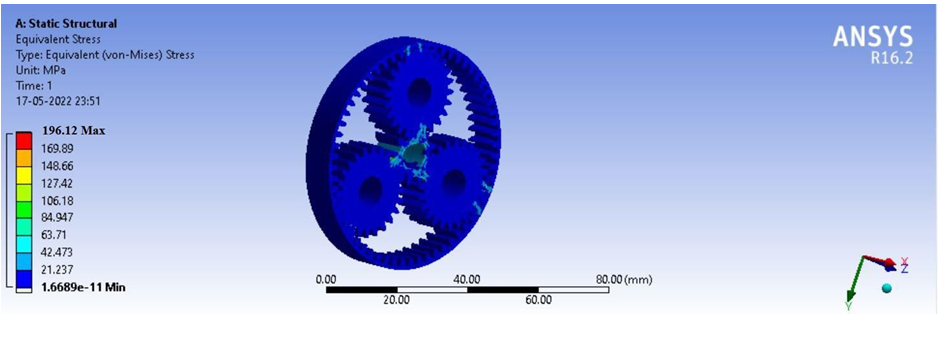 A: Static Structural
Equivalent Stress
Type: Equivalent (von-Mises) Stress
Unit: MPa
Time: 1
17-05-2022 23:51
196.12 Max
169.89
148.66
127.42
106.18
84.947
63.71
42.473
21.237
1.6689e-11 Min
ANSYS
R16.2
0.00 40.00 80.00 (mm)
20.00 60.00
X
Z
Y